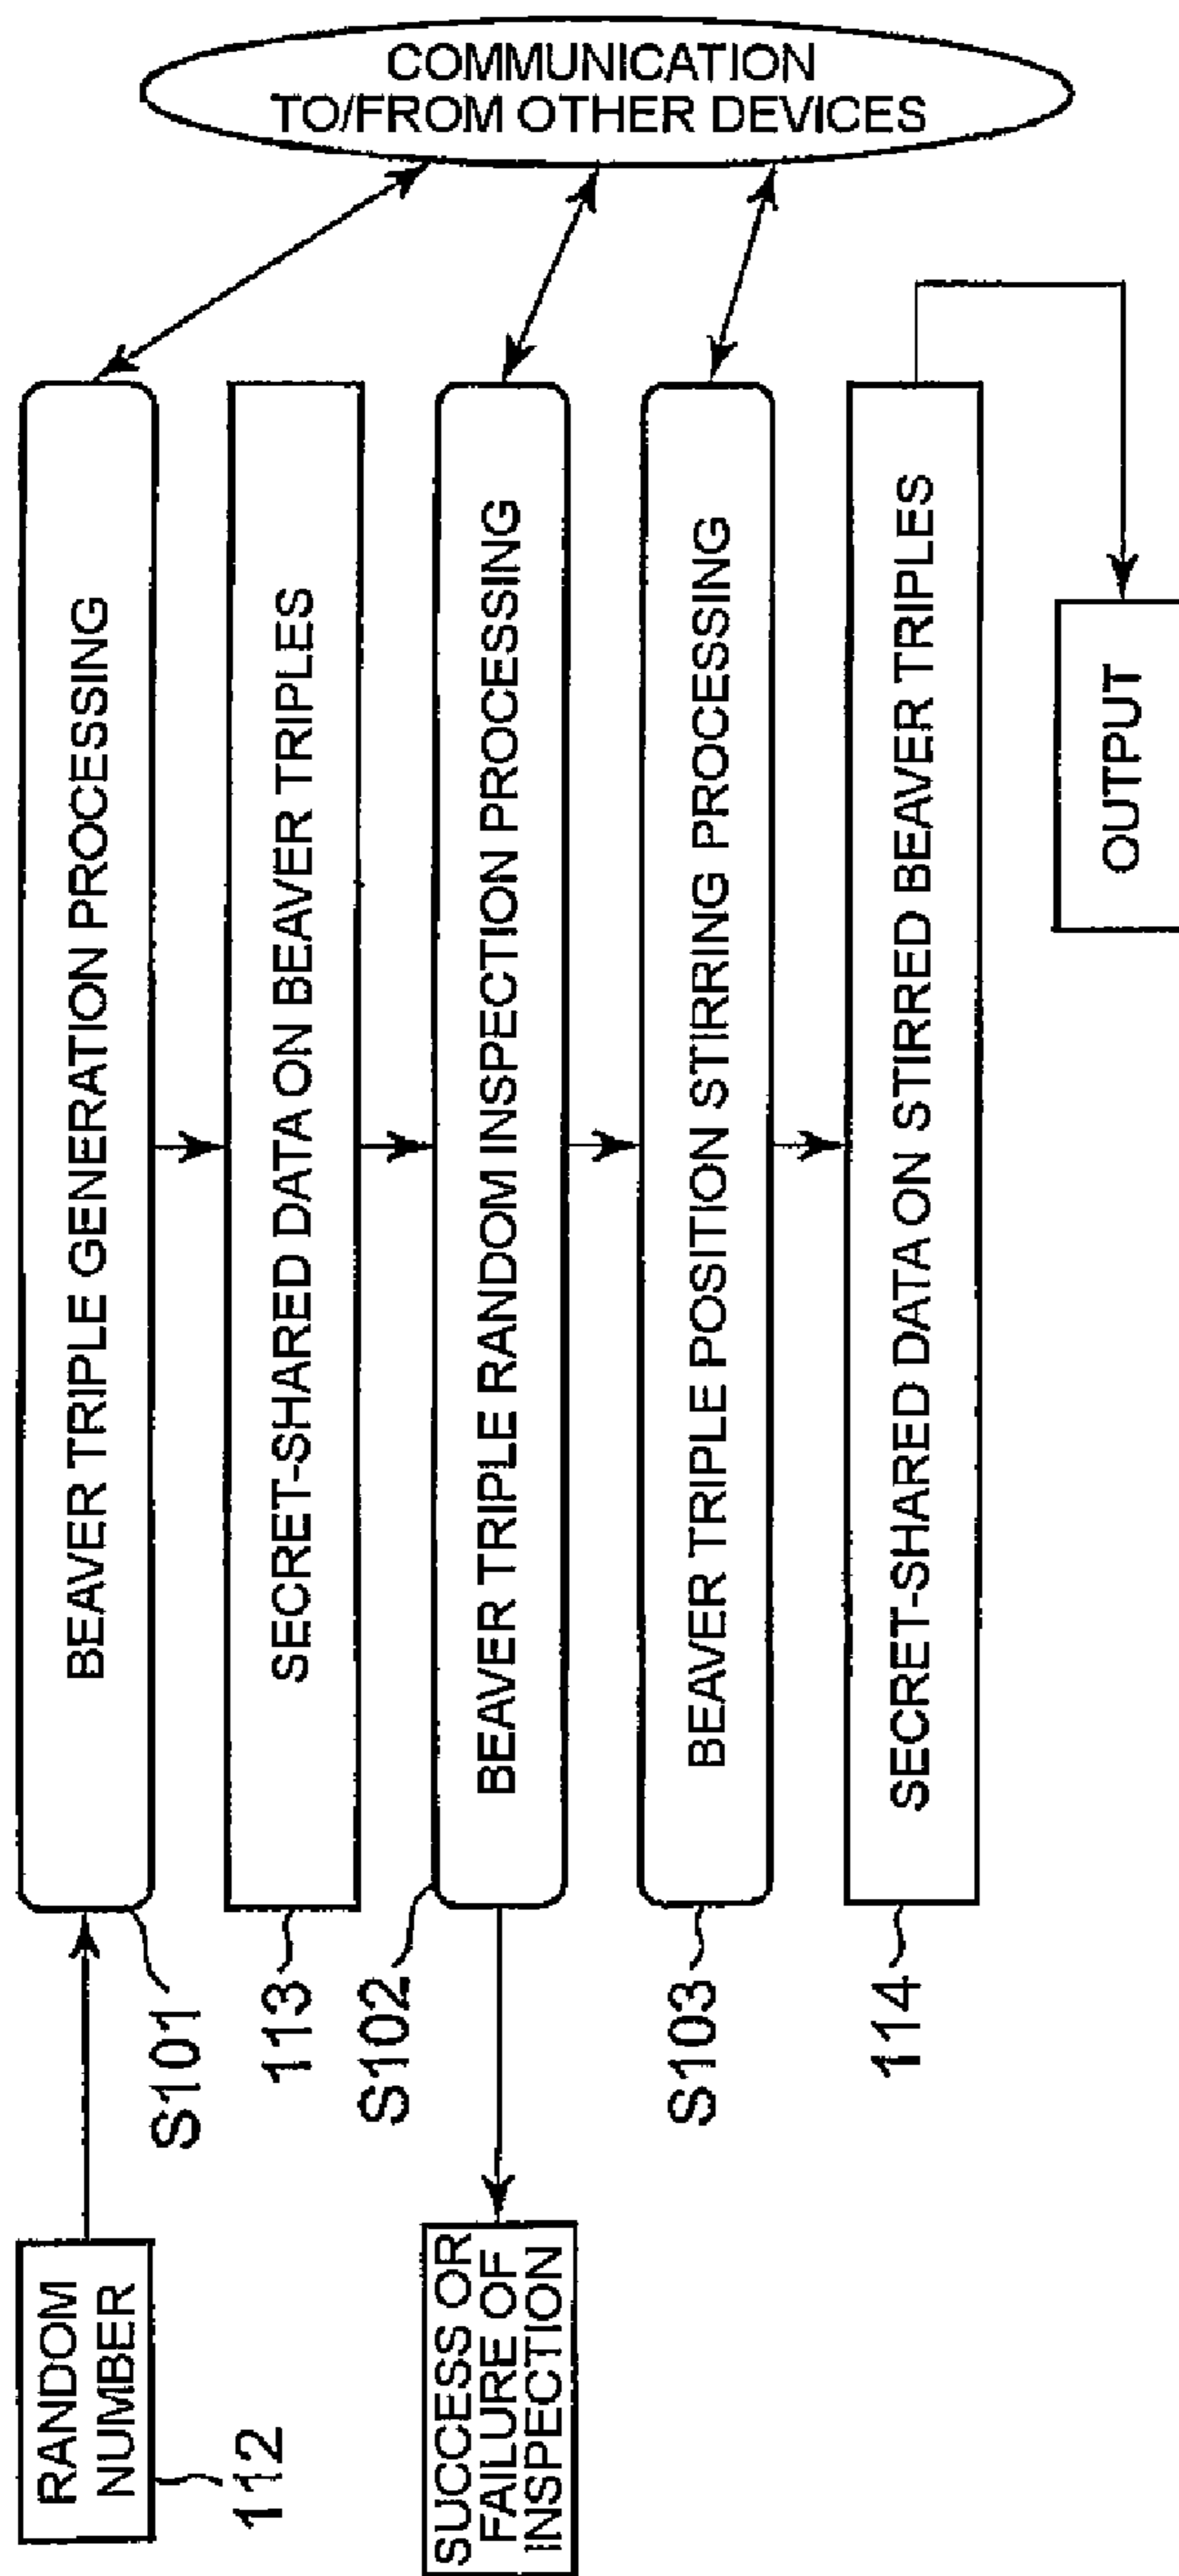 RANDOM
NUMBER
112
BEAVER TRIPLE GENERATION PROCESSING
S101
COMMUNICATION
TO/FROM OTHER DEVICES
SECRET-SHARED DATA ON BEAVER TRIPLES
113
BEAVER TRIPLE RANDOM INSPECTION PROCESSING
S102
SUCCESS OR
FAILURE OF
INSPECTION
BEAVER TRIPLE POSITION STIRRING PROCESSING
S103
SECRET-SHARED DATA ON STIRRED BEAVER TRIPLES
114
OUTPUT